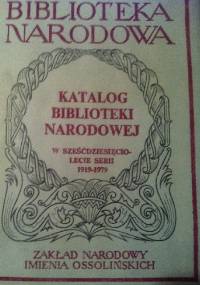 BIBLIOTEKA
NARODOWA
KATALOG
BIBLIOTEKI
NARODOWEJ
W SZEŚĆDZIESIĘCIO-
LECIE SERII
1919-1979
ZAKŁAD NARODOWY
IMIENIA OSSOLIŃSKICH